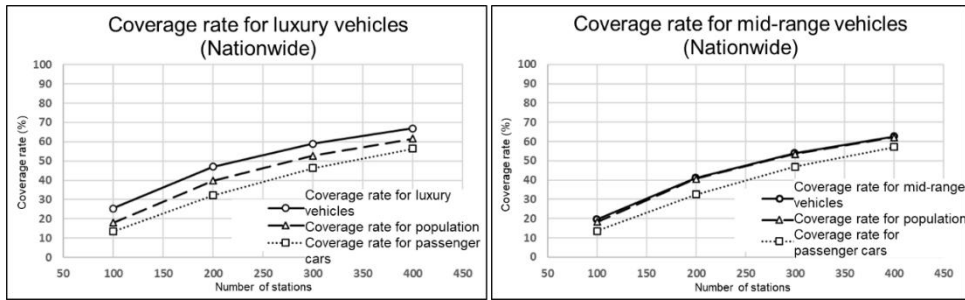 Coverage rate for luxury vehicles
(Nationwide)
100
90
80
70
60
50
40
30
20
10
0
Coverage rate (%)
50 100 150 200 250 300 350 400 450
Number of stations
Coverage rate for luxury
vehicles
Coverage rate for population
Coverage rate for passenger
cars
Coverage rate for mid-range vehicles
(Nationwide)
100
90
80
70
60
50
40
30
20
10
0
Coverage rate (%)
50 100 150 200 250 300 350 400 450
Number of stations
Coverage rate for mid-range
vehicles
Coverage rate for population
Coverage rate for
passenger cars